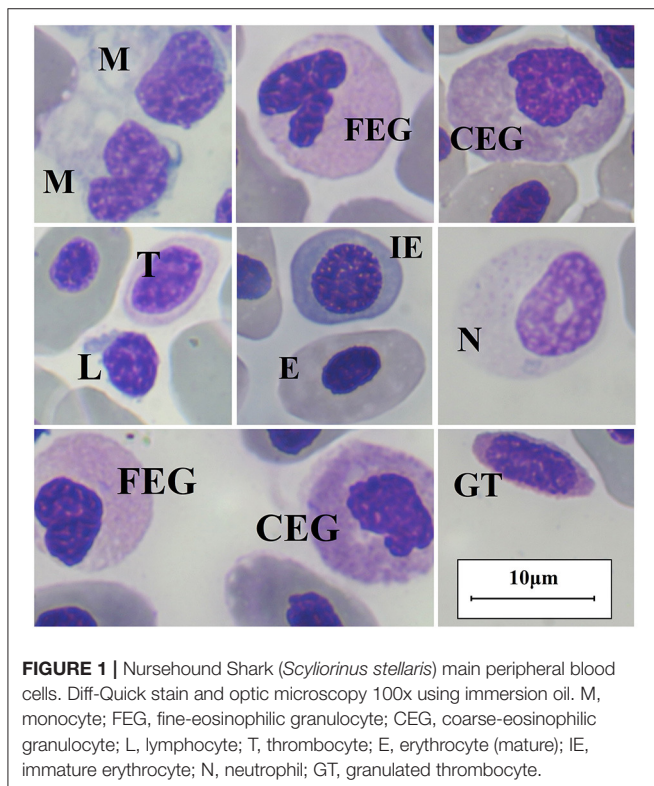 M
M
FEG
CEG
T
L
IE
E
N
FEG
CEG
GT
10µm
FIGURE 1 | Nursehound Shark (Scyliorinus stellaris) main peripheral blood
cells. Diff-Quick stain and optic microscopy 100x using immersion oil. M,
monocyte; FEG, fine-eosinophilic granulocyte; CEG, coarse-eosinophilic
granulocyte; L, lymphocyte; T, thrombocyte; E, erythrocyte (mature); IE,
immature erythrocyte; N, neutrophil; GT, granulated thrombocyte.